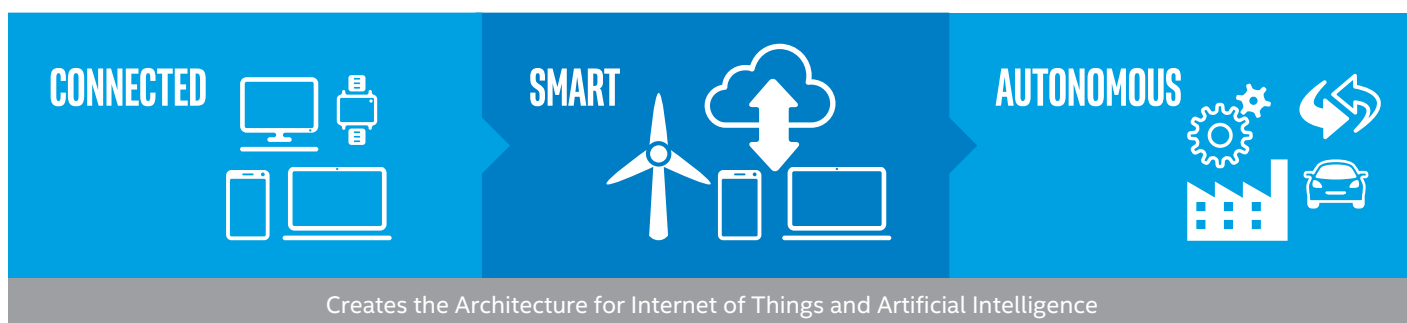 CONNECTED
SMART
AUTONOMOUS
Creates the Architecture for Internet of Things and Artificial Intelligence